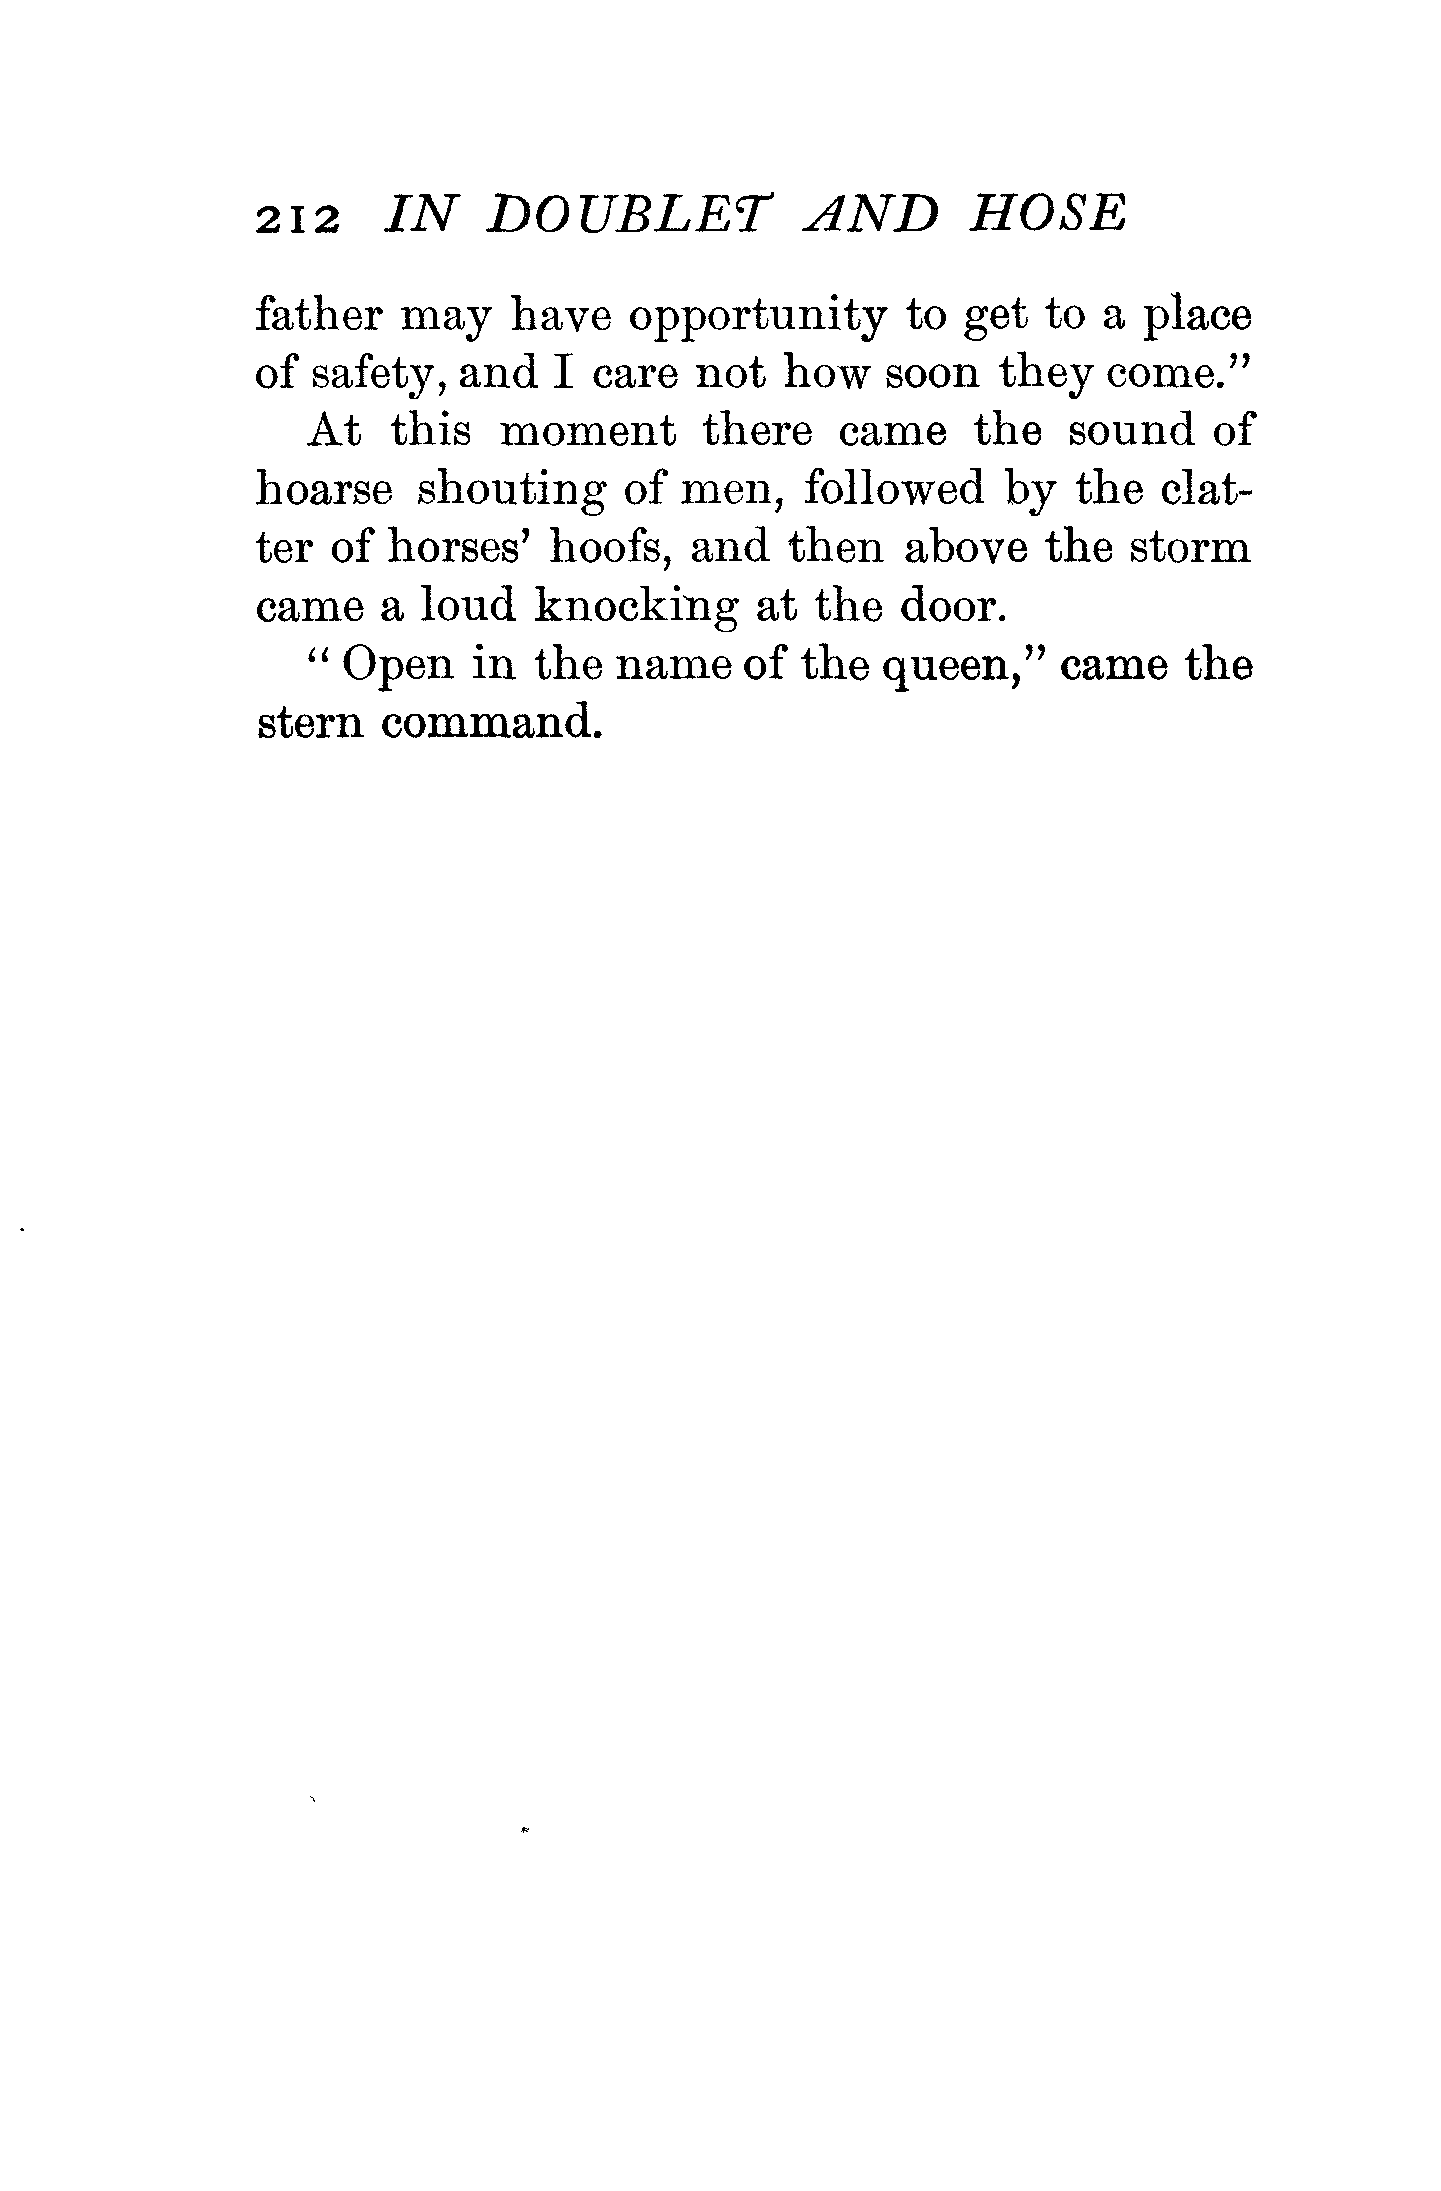 212 IN DOUBLET AND HOSE
father may have opportunity to get to a place
of safety, and I care not how soon they come.”
At this moment there came the sound of
hoarse shouting of men, followed by the clat-
ter of horses’ hoofs, and then above the storm
came a loud knocking at the door.
“ Open in the name of the queen,” came the
stern command.